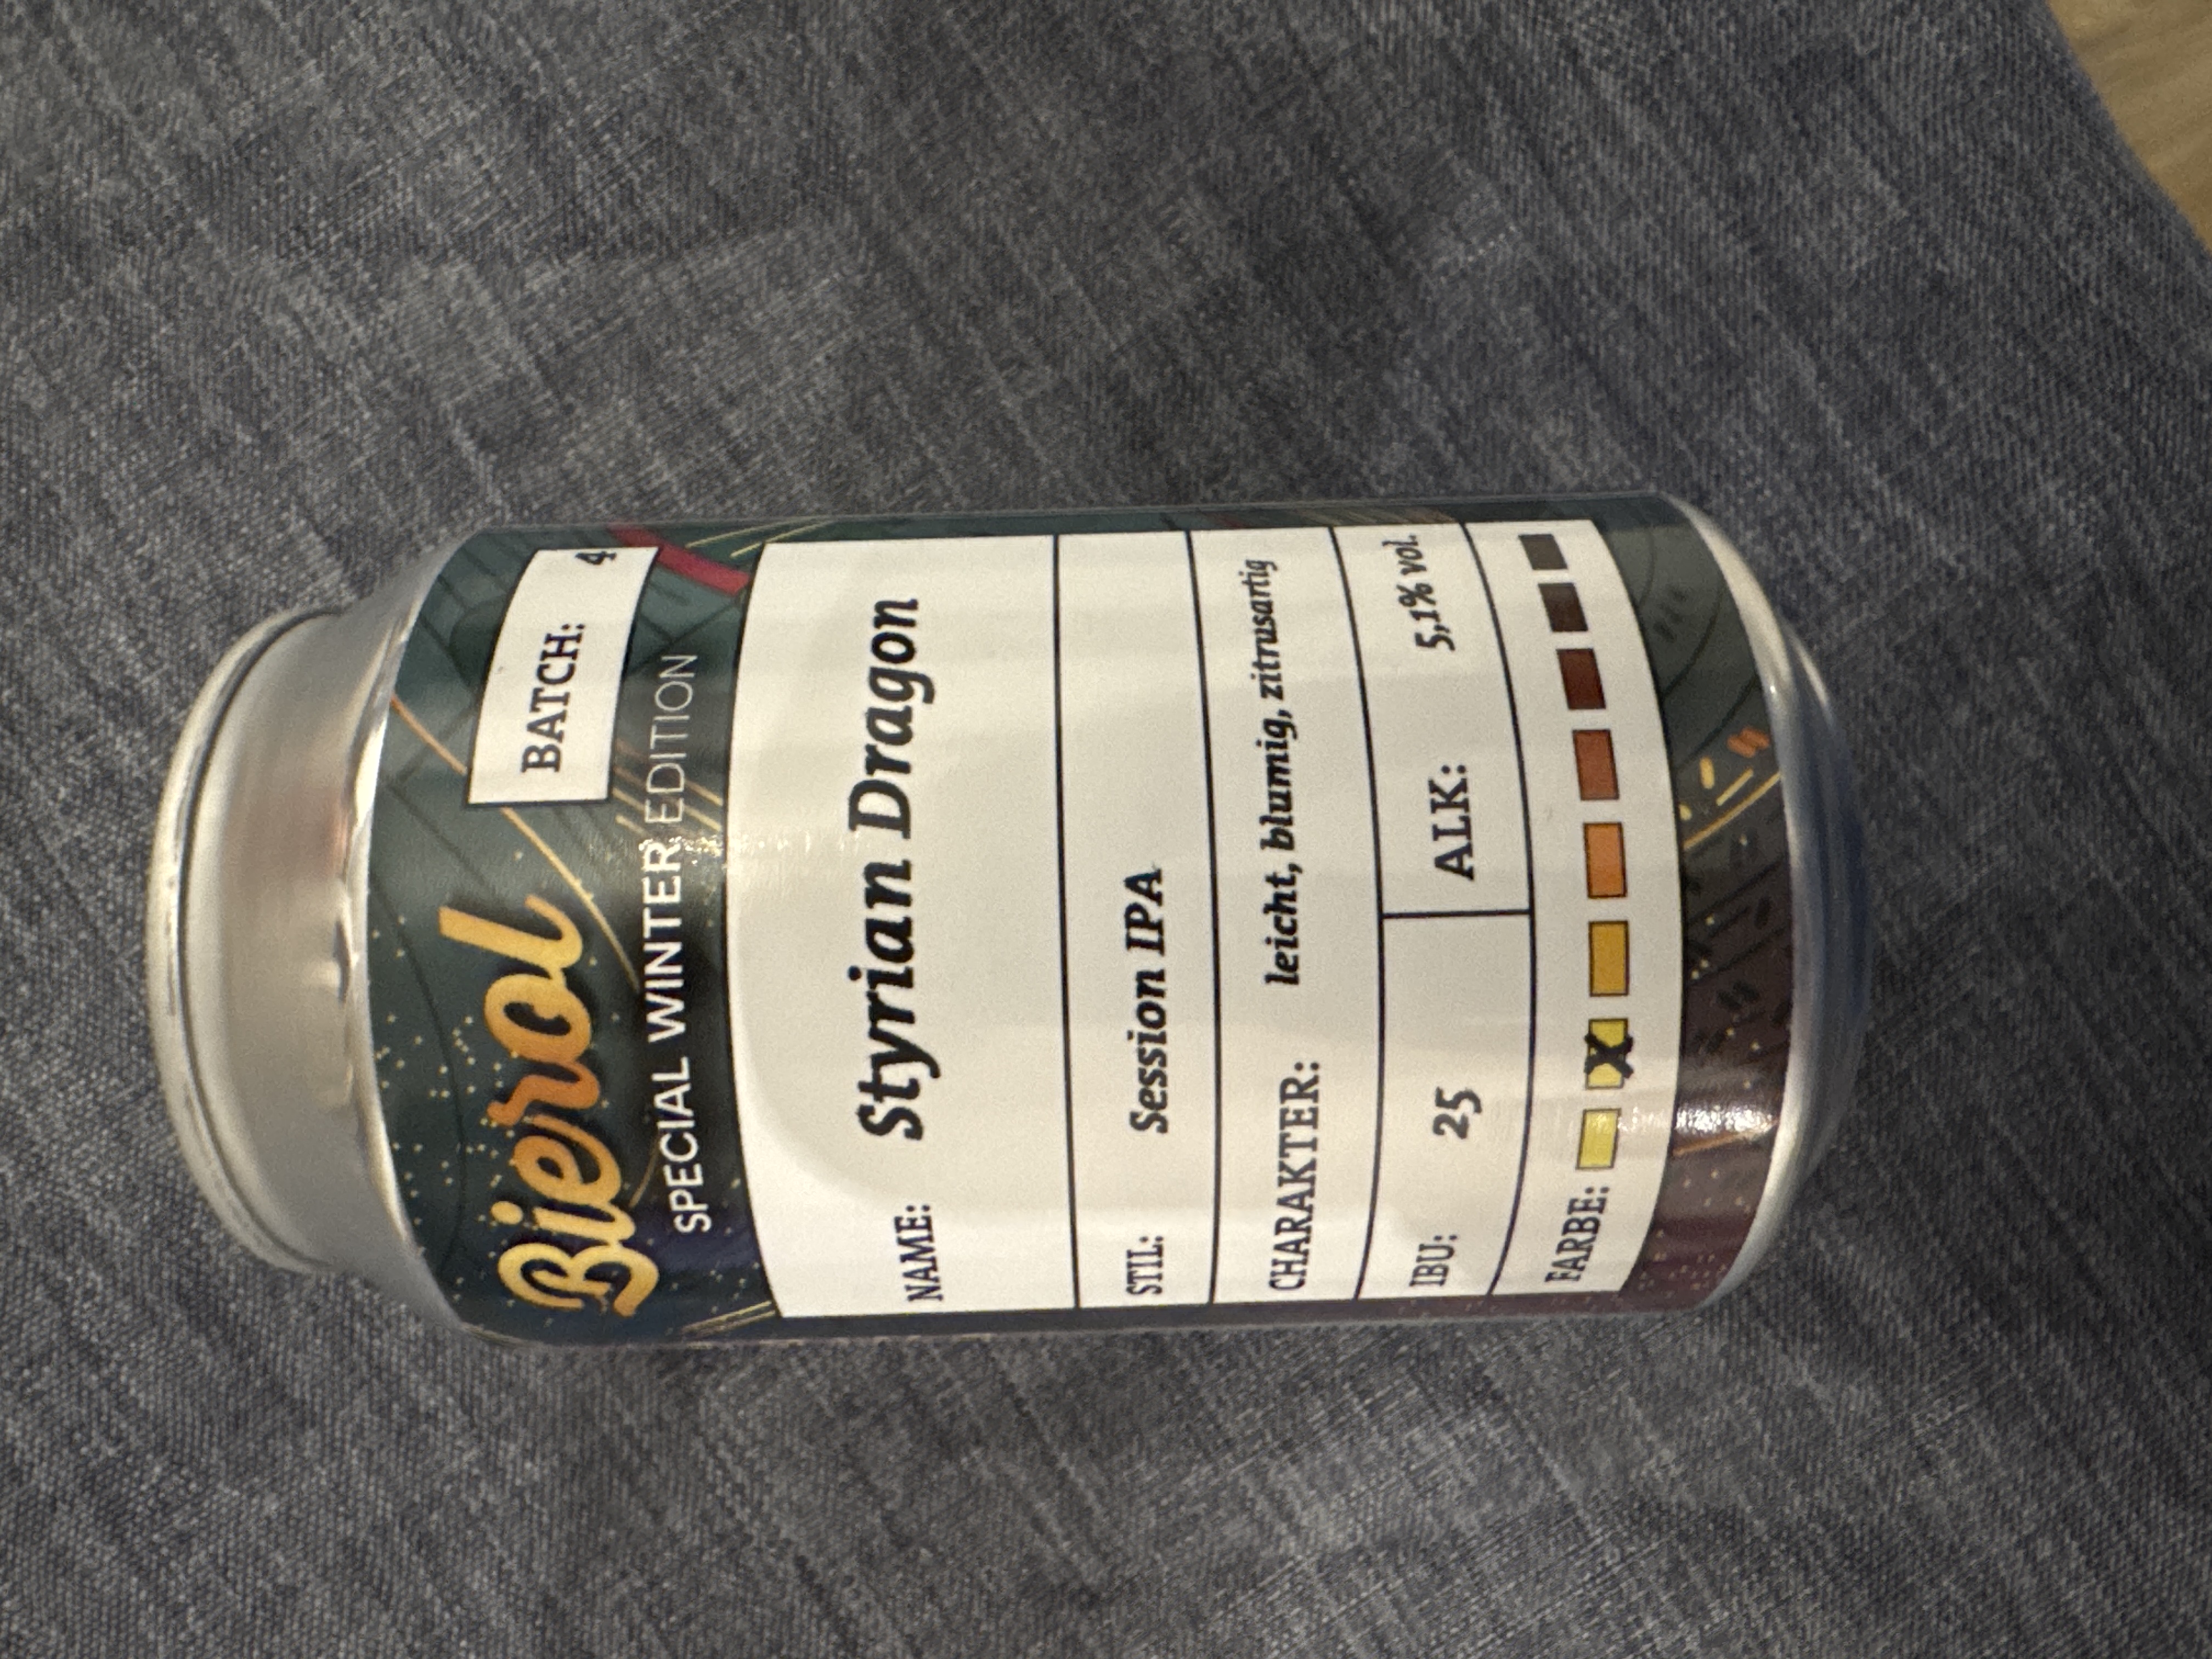 BATCH: 4
Bierol
SPECIAL WINTER EDITION
NAME: Styrian Dragon
STIL: Session IPA
CHARAKTER: leicht, blumig, zitrusartig
IBU: 25 ALK: 5,1% vol.
FARBE: X